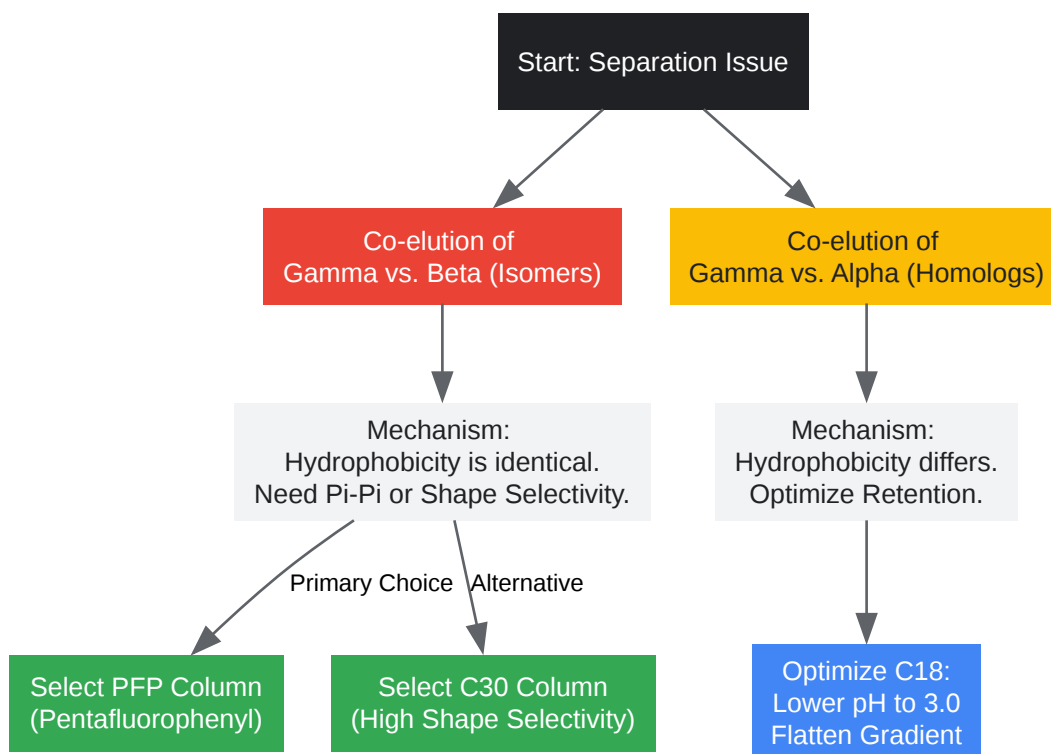 Start: Separation Issue
Co-elution of
Gamma vs. Beta (Isomers)
Co-elution of
Gamma vs. Alpha (Homologs)
Mechanism:
Hydrophobicity is identical.
Need Pi-Pi or Shape Selectivity.
Mechanism:
Hydrophobicity differs.
Optimize Retention.
Primary Choice
Alternative
Select PFP Column
(Pentafluorophenyl)
Select C30 Column
(High Shape Selectivity)
Optimize C18:
Lower pH to 3.0
Flatten Gradient